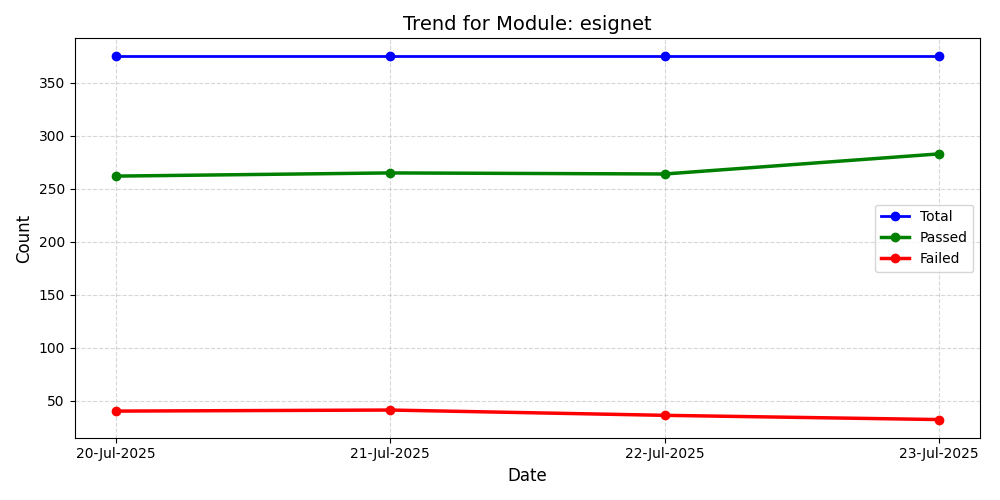 Trend for Module: esignet
Count
350
300
250
200
150
100
50
Total
Passed
Failed
20-Jul-2025
21-Jul-2025
22-Jul-2025
23-Jul-2025
Date